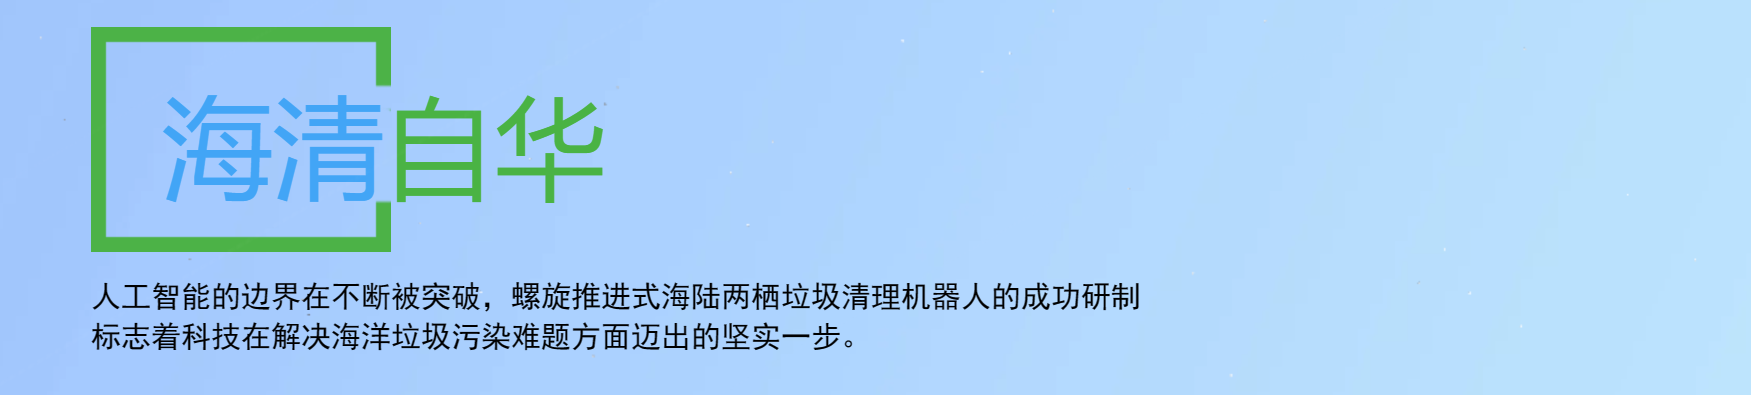 海清自华
人工智能的边界在不断被突破，螺旋推进式海陆两栖垃圾清理机器人的成功研制
标志着科技在解决海洋垃圾污染难题方面迈出的坚实一步。